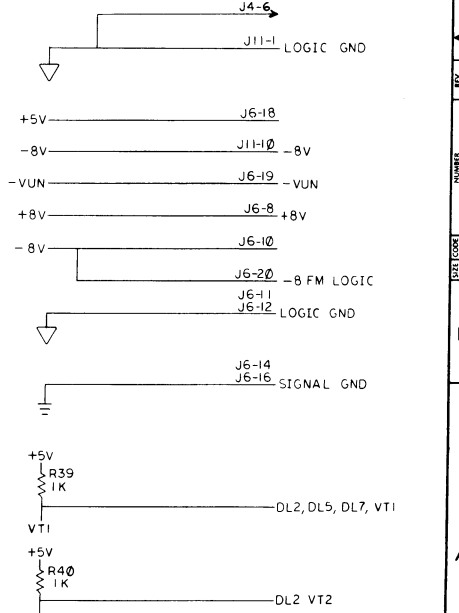 J4-6
J11-1 LOGIC GND
+5V J6-18
-8V J11-1Ø -8V
-VUN J6-19 -VUN
+8V J6-8 +8V
-8V J6-1Ø
J6-2Ø -8 FM LOGIC
J6-11
J6-12 LOGIC GND
J6-14
J6-16 SIGNAL GND
+5V
R39
1K
DL2, DL5, DL7, VT1
VT1
+5V
R4Ø
1K
DL2 VT2
REV
NUMBER
CODE
SIZE